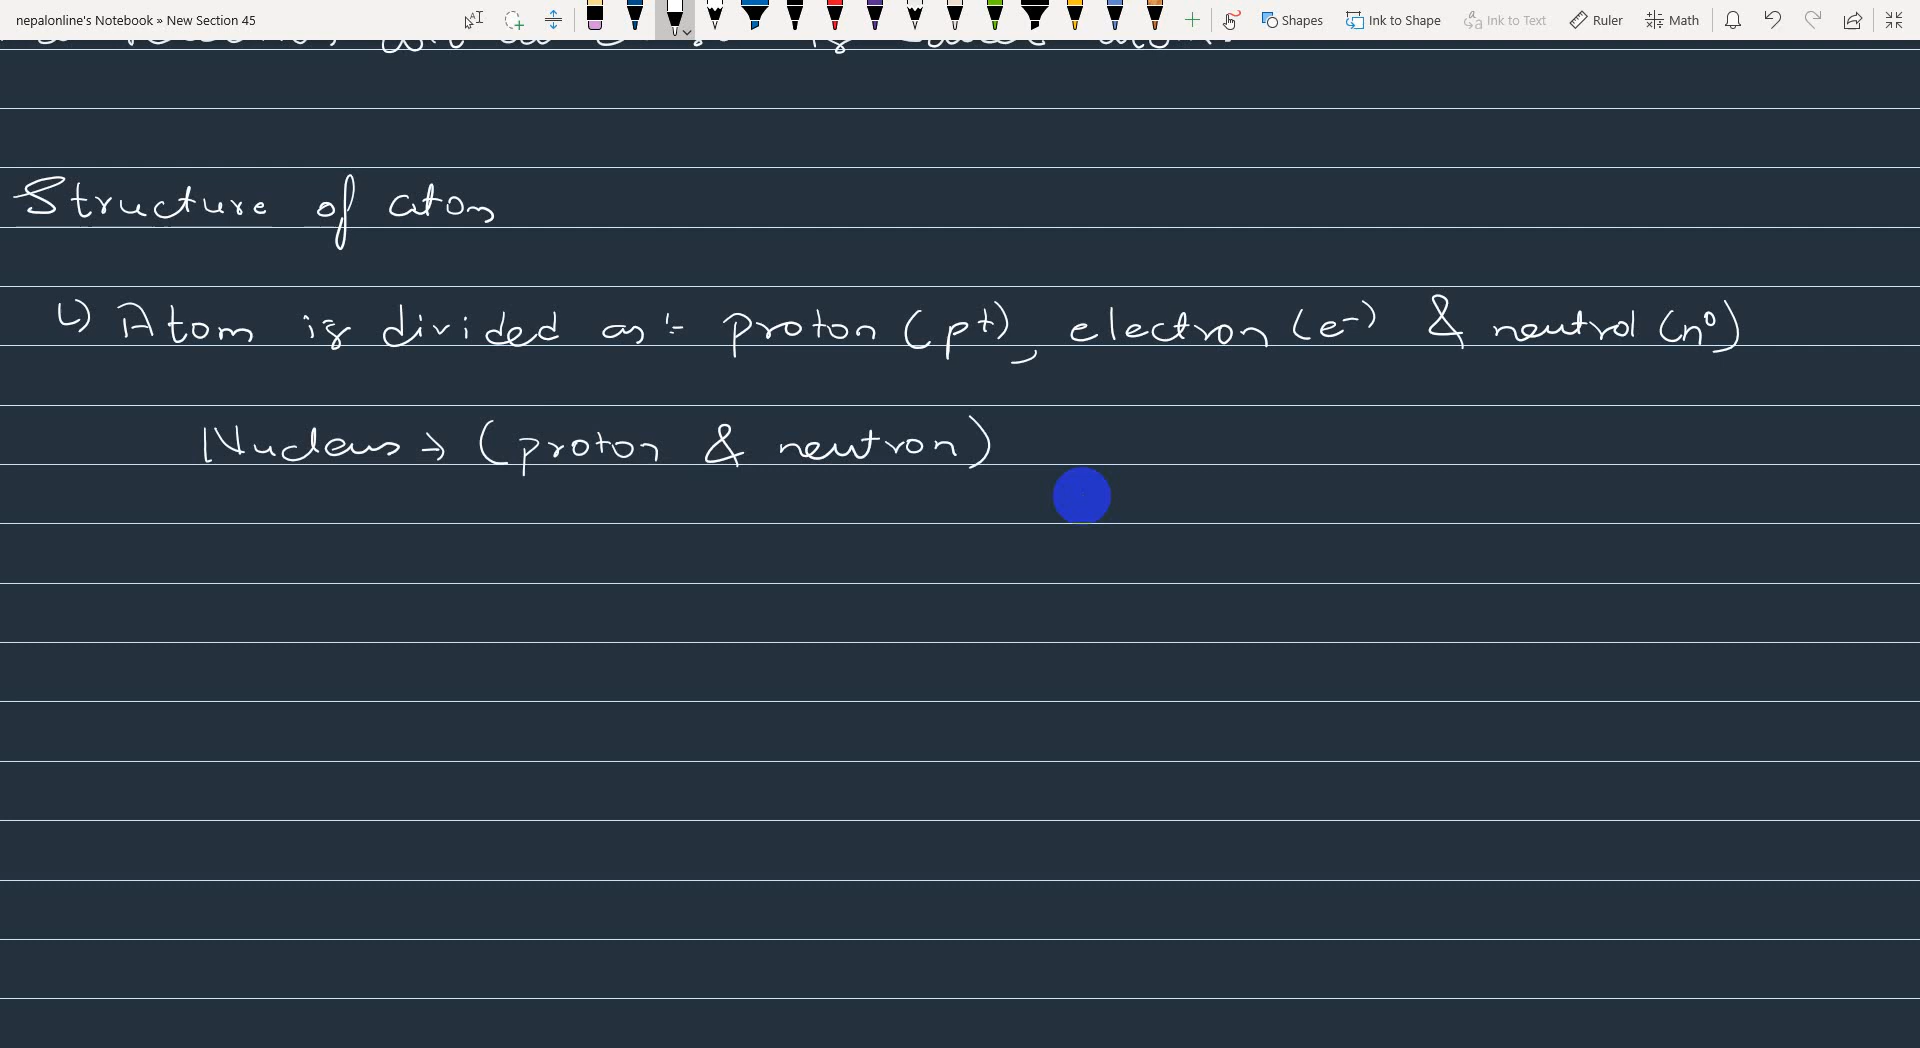 nepalonline's Notebook » New Section 45
Shapes Ink to Shape Ink to Text Ruler Math
Structure of atom
↳ Atom is divided as :- proton (p+), electron (e-) & neutrol (n0)
Nucleus → (proton & neutron)